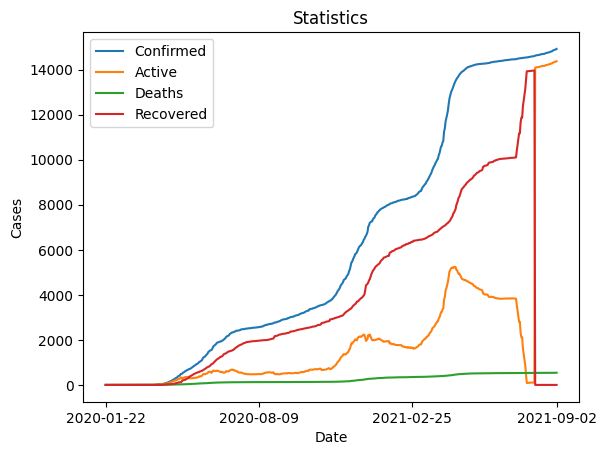 Statistics
Confirmed
Active
Deaths
Recovered
14000
12000
10000
8000
6000
4000
2000
0
Cases
2020-01-22
2020-08-09
2021-02-25
2021-09-02
Date